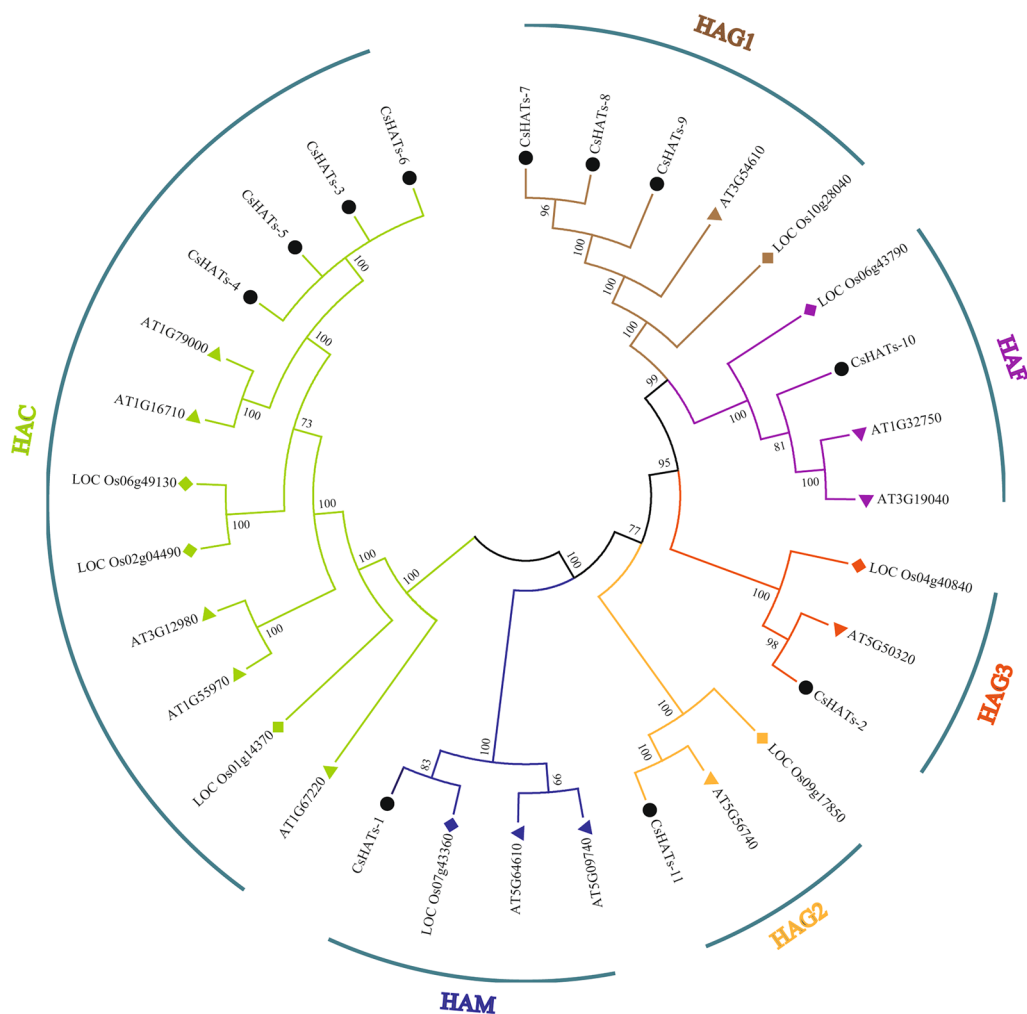 HAG1
CsHATs-7
CsHATs-8
CsHATs-9
AT3G54610
LOC Os10g28040
96
100
100
100
99
HAF
LOC Os06g43790
CsHATs-10
AT1G32750
AT3G19040
100
81
100
95
HAG3
LOC Os04g40840
AT5G50320
CsHATs-2
100
98
77
HAG2
LOC Os09g17850
AT5G56740
CsHATs-11
100
100
100
HAM
AT5G09740
AT5G64610
LOC Os07g43360
CsHATs-1
100
99
83
HAC
AT1G67220
LOC Os01g14370
AT1G55970
AT3G12980
LOC Os02g04490
LOC Os06g49130
AT1G16710
AT1G79000
CsHATs-4
CsHATs-5
CsHATs-3
CsHATs-6
100
100
100
100
100
73
100
100
100